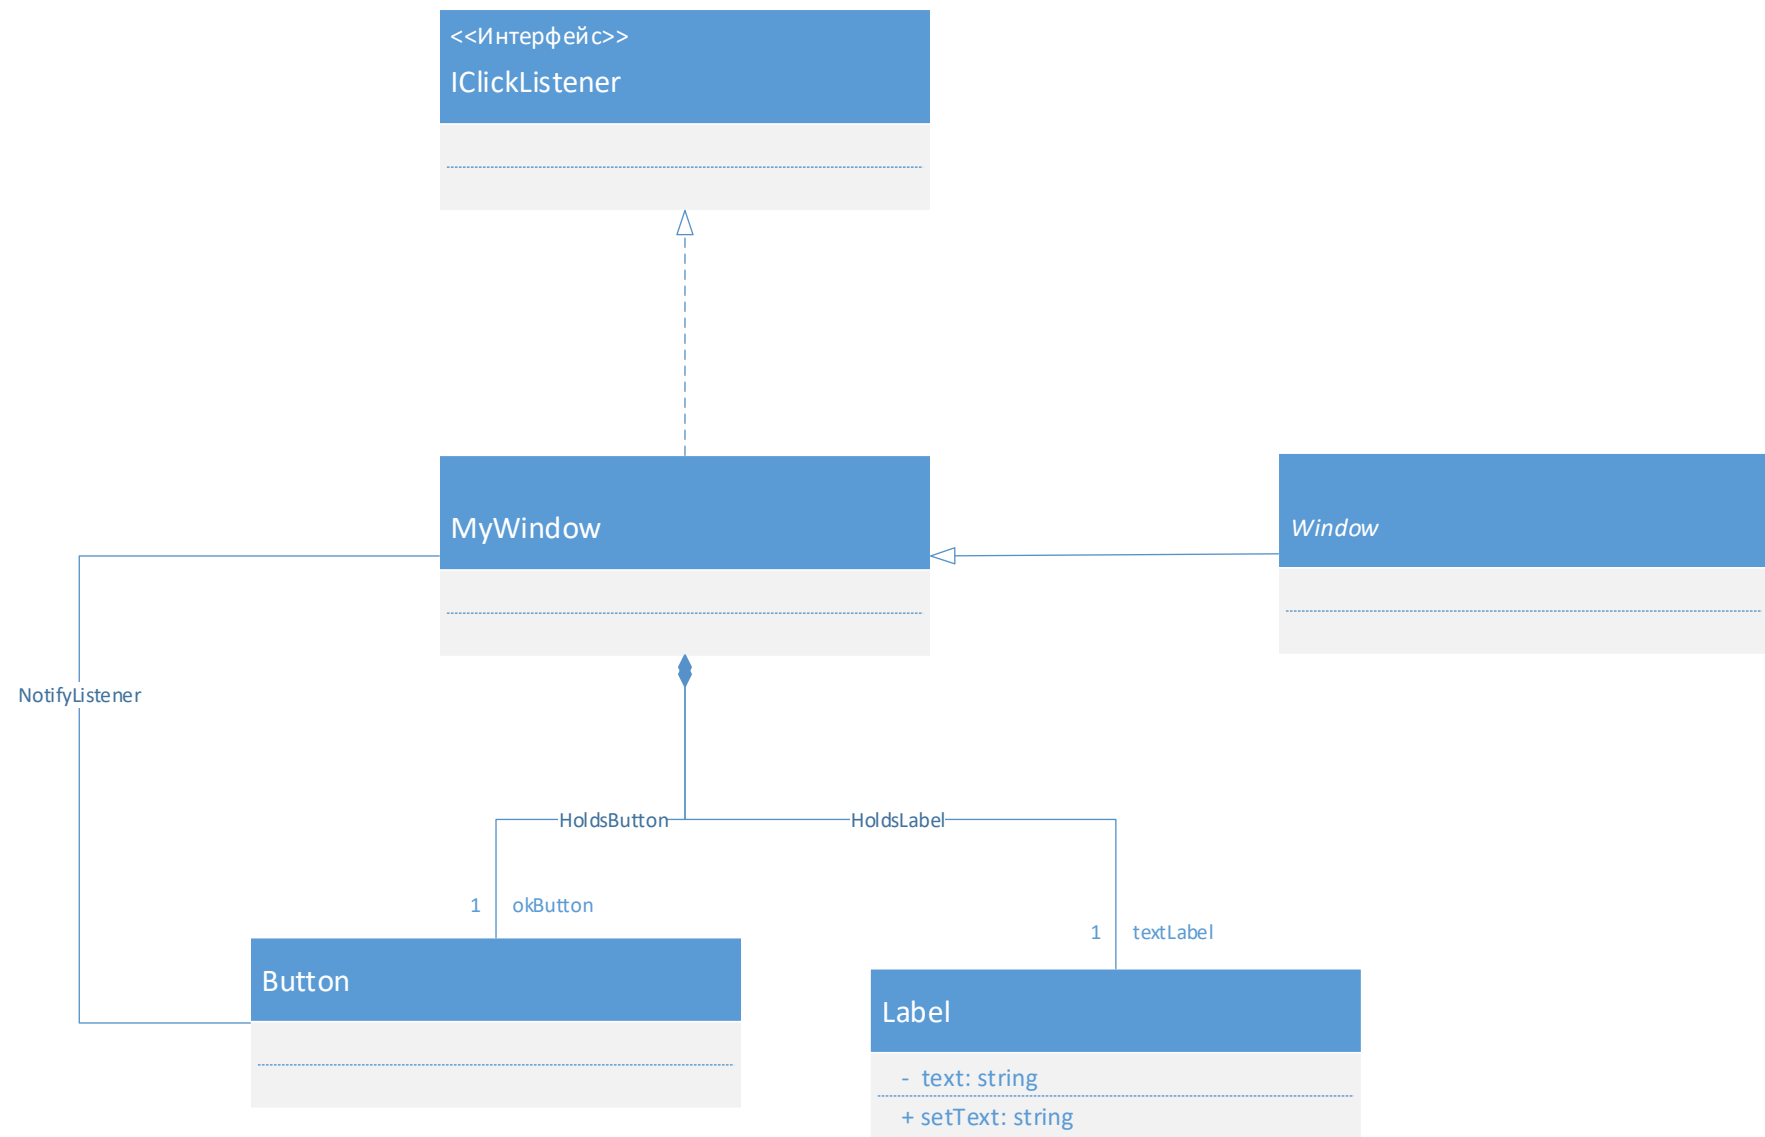 <<Интерфейс>>
IClickListener
MyWindow
Window
NotifyListener
HoldsButton
HoldsLabel
1 okButton
1 textLabel
Button
Label
- text: string
+ setText: string